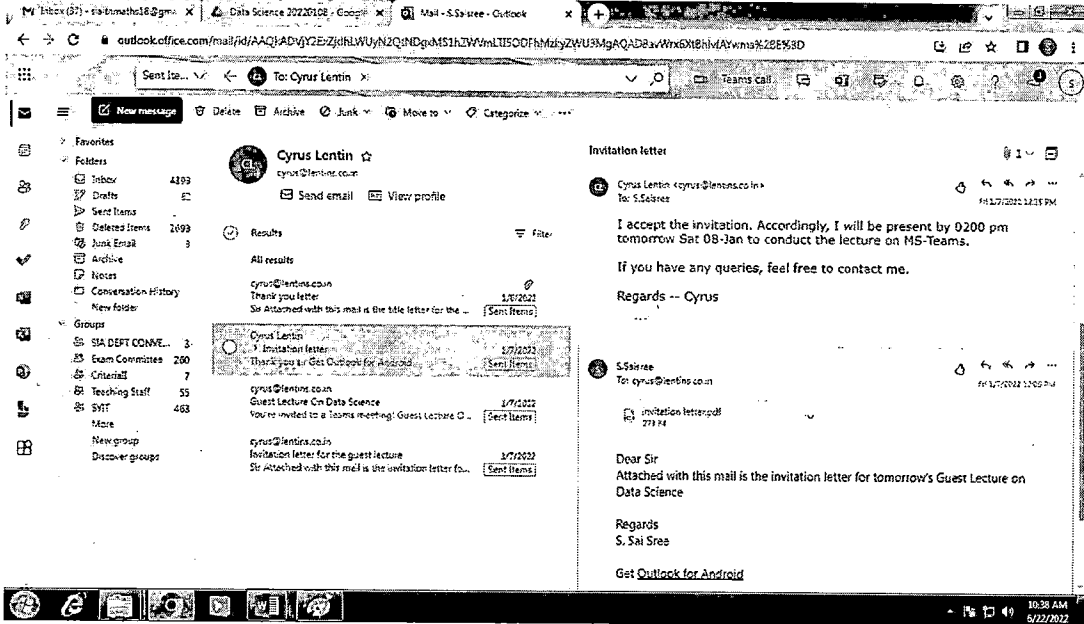 Data Science 20220108 - Google
Mail - S.Saisree - Outlook
Sent Ite...
To: Cyrus Lentin
Teams call
New message
Delete
Archive
Junk
Move to
Categorize
Favorites
Folders
Inbox 4393
Drafts
Sent Items
Deleted Items 2693
Junk Email
Archive
Notes
Conversation History
New folder
Groups
SIA DEPT CONVE... 3
Exam Committee 260
CriteriaII 7
Teaching Staff 55
SVIT 463
More
New group
Discover groups
Cyrus Lentin
cyrus@lentins.co.in
Send email View profile
Results Filter
All results
cyrus@lentins.co.in
Thank you letter
Sir Attached with this mail is the title letter for the ... Sent Items
Cyrus Lentin
Invitation letter 1/7/2022
Thank you sir Get Outlook for Android Sent Items
cyrus@lentins.co.in
Guest Lecture On Data Science 1/7/2022
You're invited to a Teams meeting! Guest Lecture O... Sent Items
cyrus@lentins.co.in
Invitation letter for the guest lecture 1/7/2022
Sir Attached with this mail is the invitation letter fo... Sent Items
Invitation letter
1
Cyrus Lentin <cyrus@lentins.co.in>
To: S.Saisree
Fri 1/7/2022 12:15 PM
I accept the invitation. Accordingly, I will be present by 0200 pm
tomorrow Sat 08-Jan to conduct the lecture on MS-Teams.
If you have any queries, feel free to contact me.
Regards -- Cyrus
S.Saisree
To: cyrus@lentins.co.in
Fri 1/7/2022 12:05 PM
invitation letter.pdf
Dear Sir
Attached with this mail is the invitation letter for tomorrow's Guest Lecture on
Data Science
Regards
S. Sai Sree
Get Outlook for Android
10:38 AM
6/22/2022